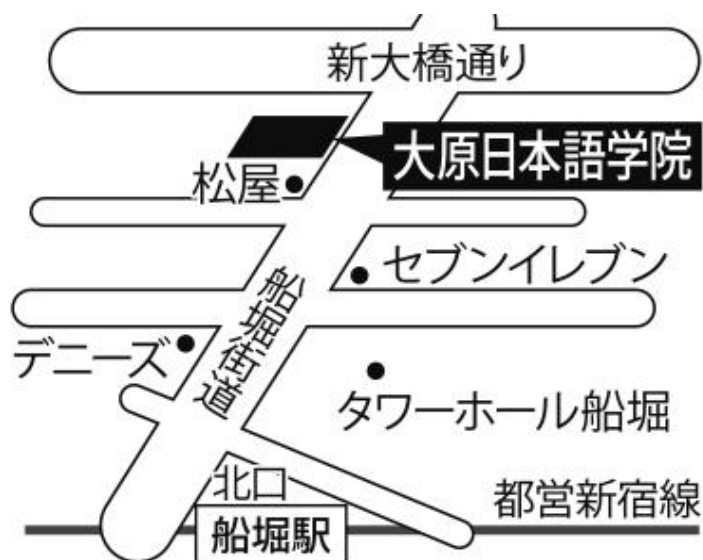 新大橋通り
大原日本語学院
松屋
セブンイレブン
船堀街道
デニーズ
タワーホール船堀
北口
都営新宿線
船堀駅